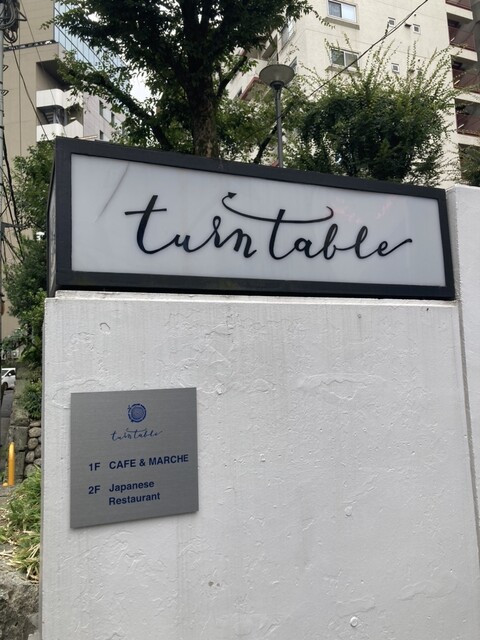 turntable
turntable
1F CAFE & MARCHE
2F Japanese
Restaurant